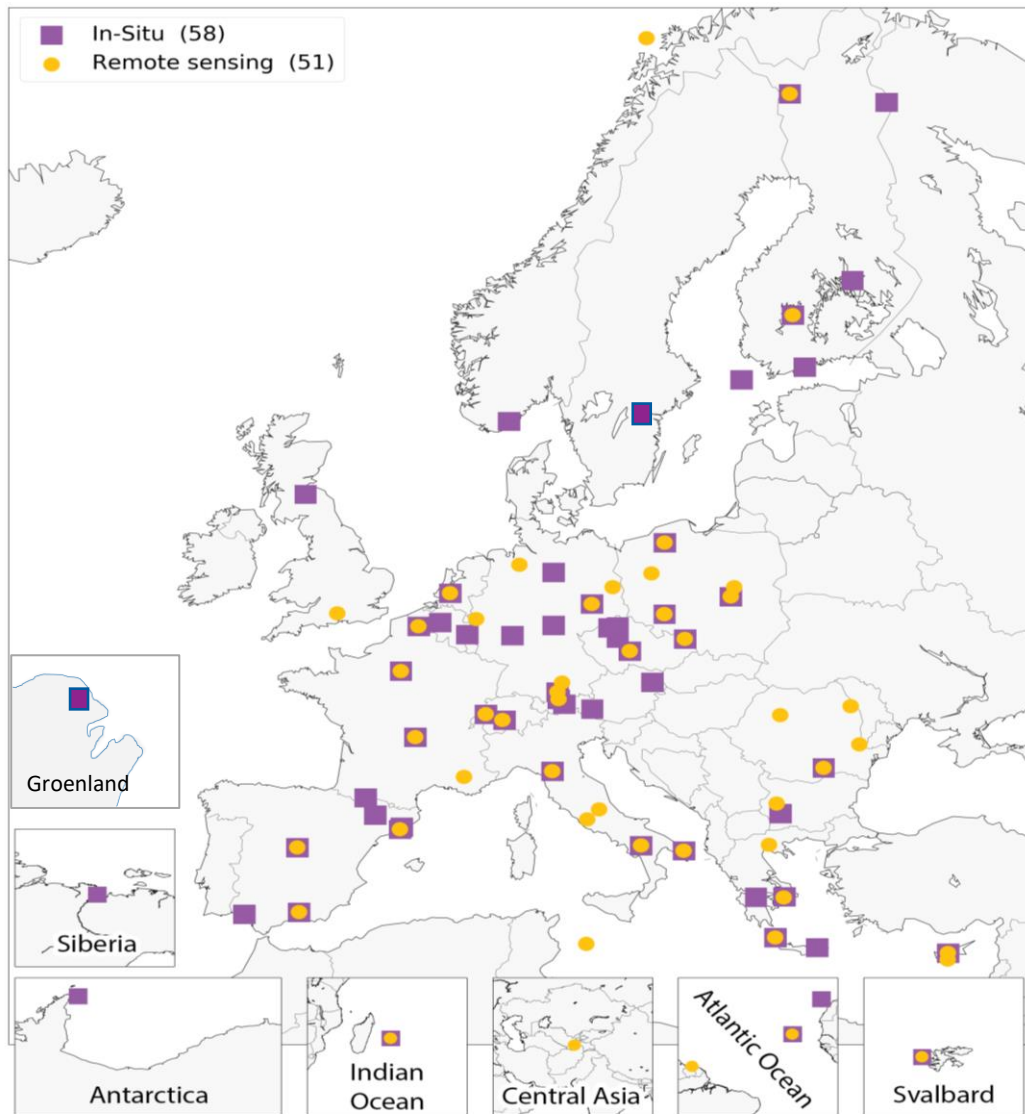 In-Situ (58)
Remote sensing (51)
Groenland
Siberia
Antarctica
Indian
Ocean
Central Asia
Atlantic Ocean
Svalbard